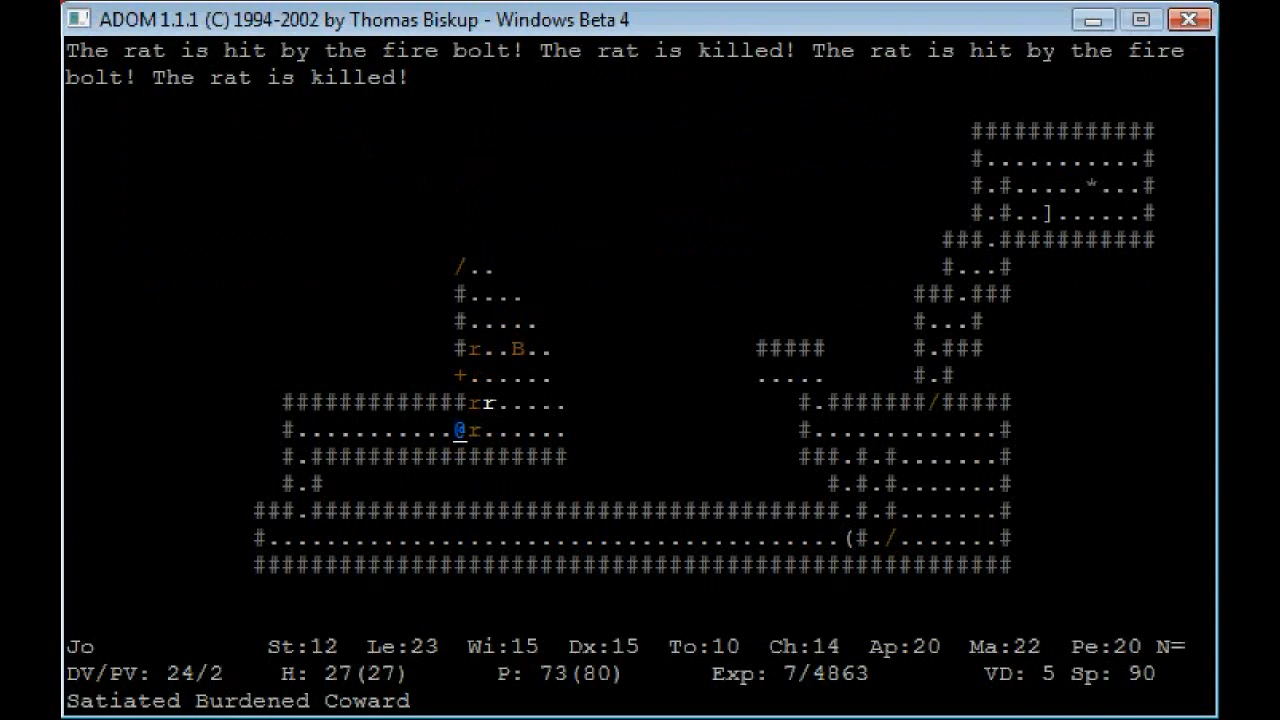 ADOM 1.1.1 (C) 1994-2002 by Thomas Biskup - Windows Beta 4
The rat is hit by the fire bolt! The rat is killed! The rat is hit by the fire
bolt! The rat is killed!
#############
#...........#
#.#.....*...#
#.#..]......#
###.###########
/.. #...#
#.... ###.###
#..... #...#
#r..B.. ##### #.###
+...... ..... #.#
#############rr..... #.#######/#####
#...........@r...... #.............#
#.################## ###.#.#.......#
#.# #.#.#.......#
###.#####################################.#.#.......#
#........................................(#./.......#
#####################################################
Jo St:12 Le:23 Wi:15 Dx:15 To:10 Ch:14 Ap:20 Ma:22 Pe:20 N=
DV/PV: 24/2 H: 27(27) P: 73(80) Exp: 7/4863 VD: 5 Sp: 90
Satiated Burdened Coward